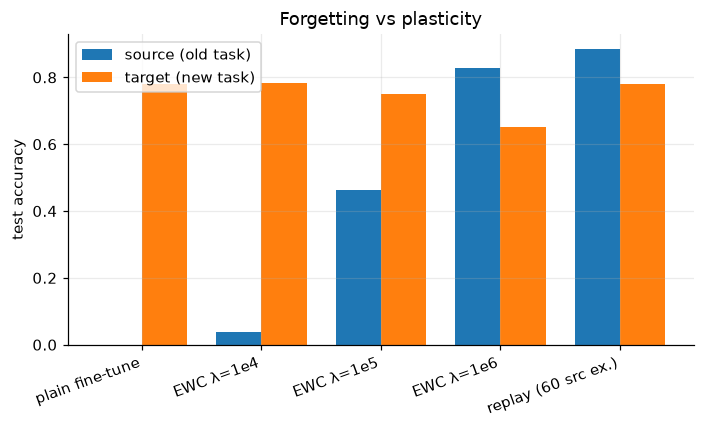 Forgetting vs plasticity
source (old task)
target (new task)
test accuracy
0.8
0.6
0.4
0.2
0.0
plain fine-tune
EWC λ=1e4
EWC λ=1e5
EWC λ=1e6
replay (60 src ex.)